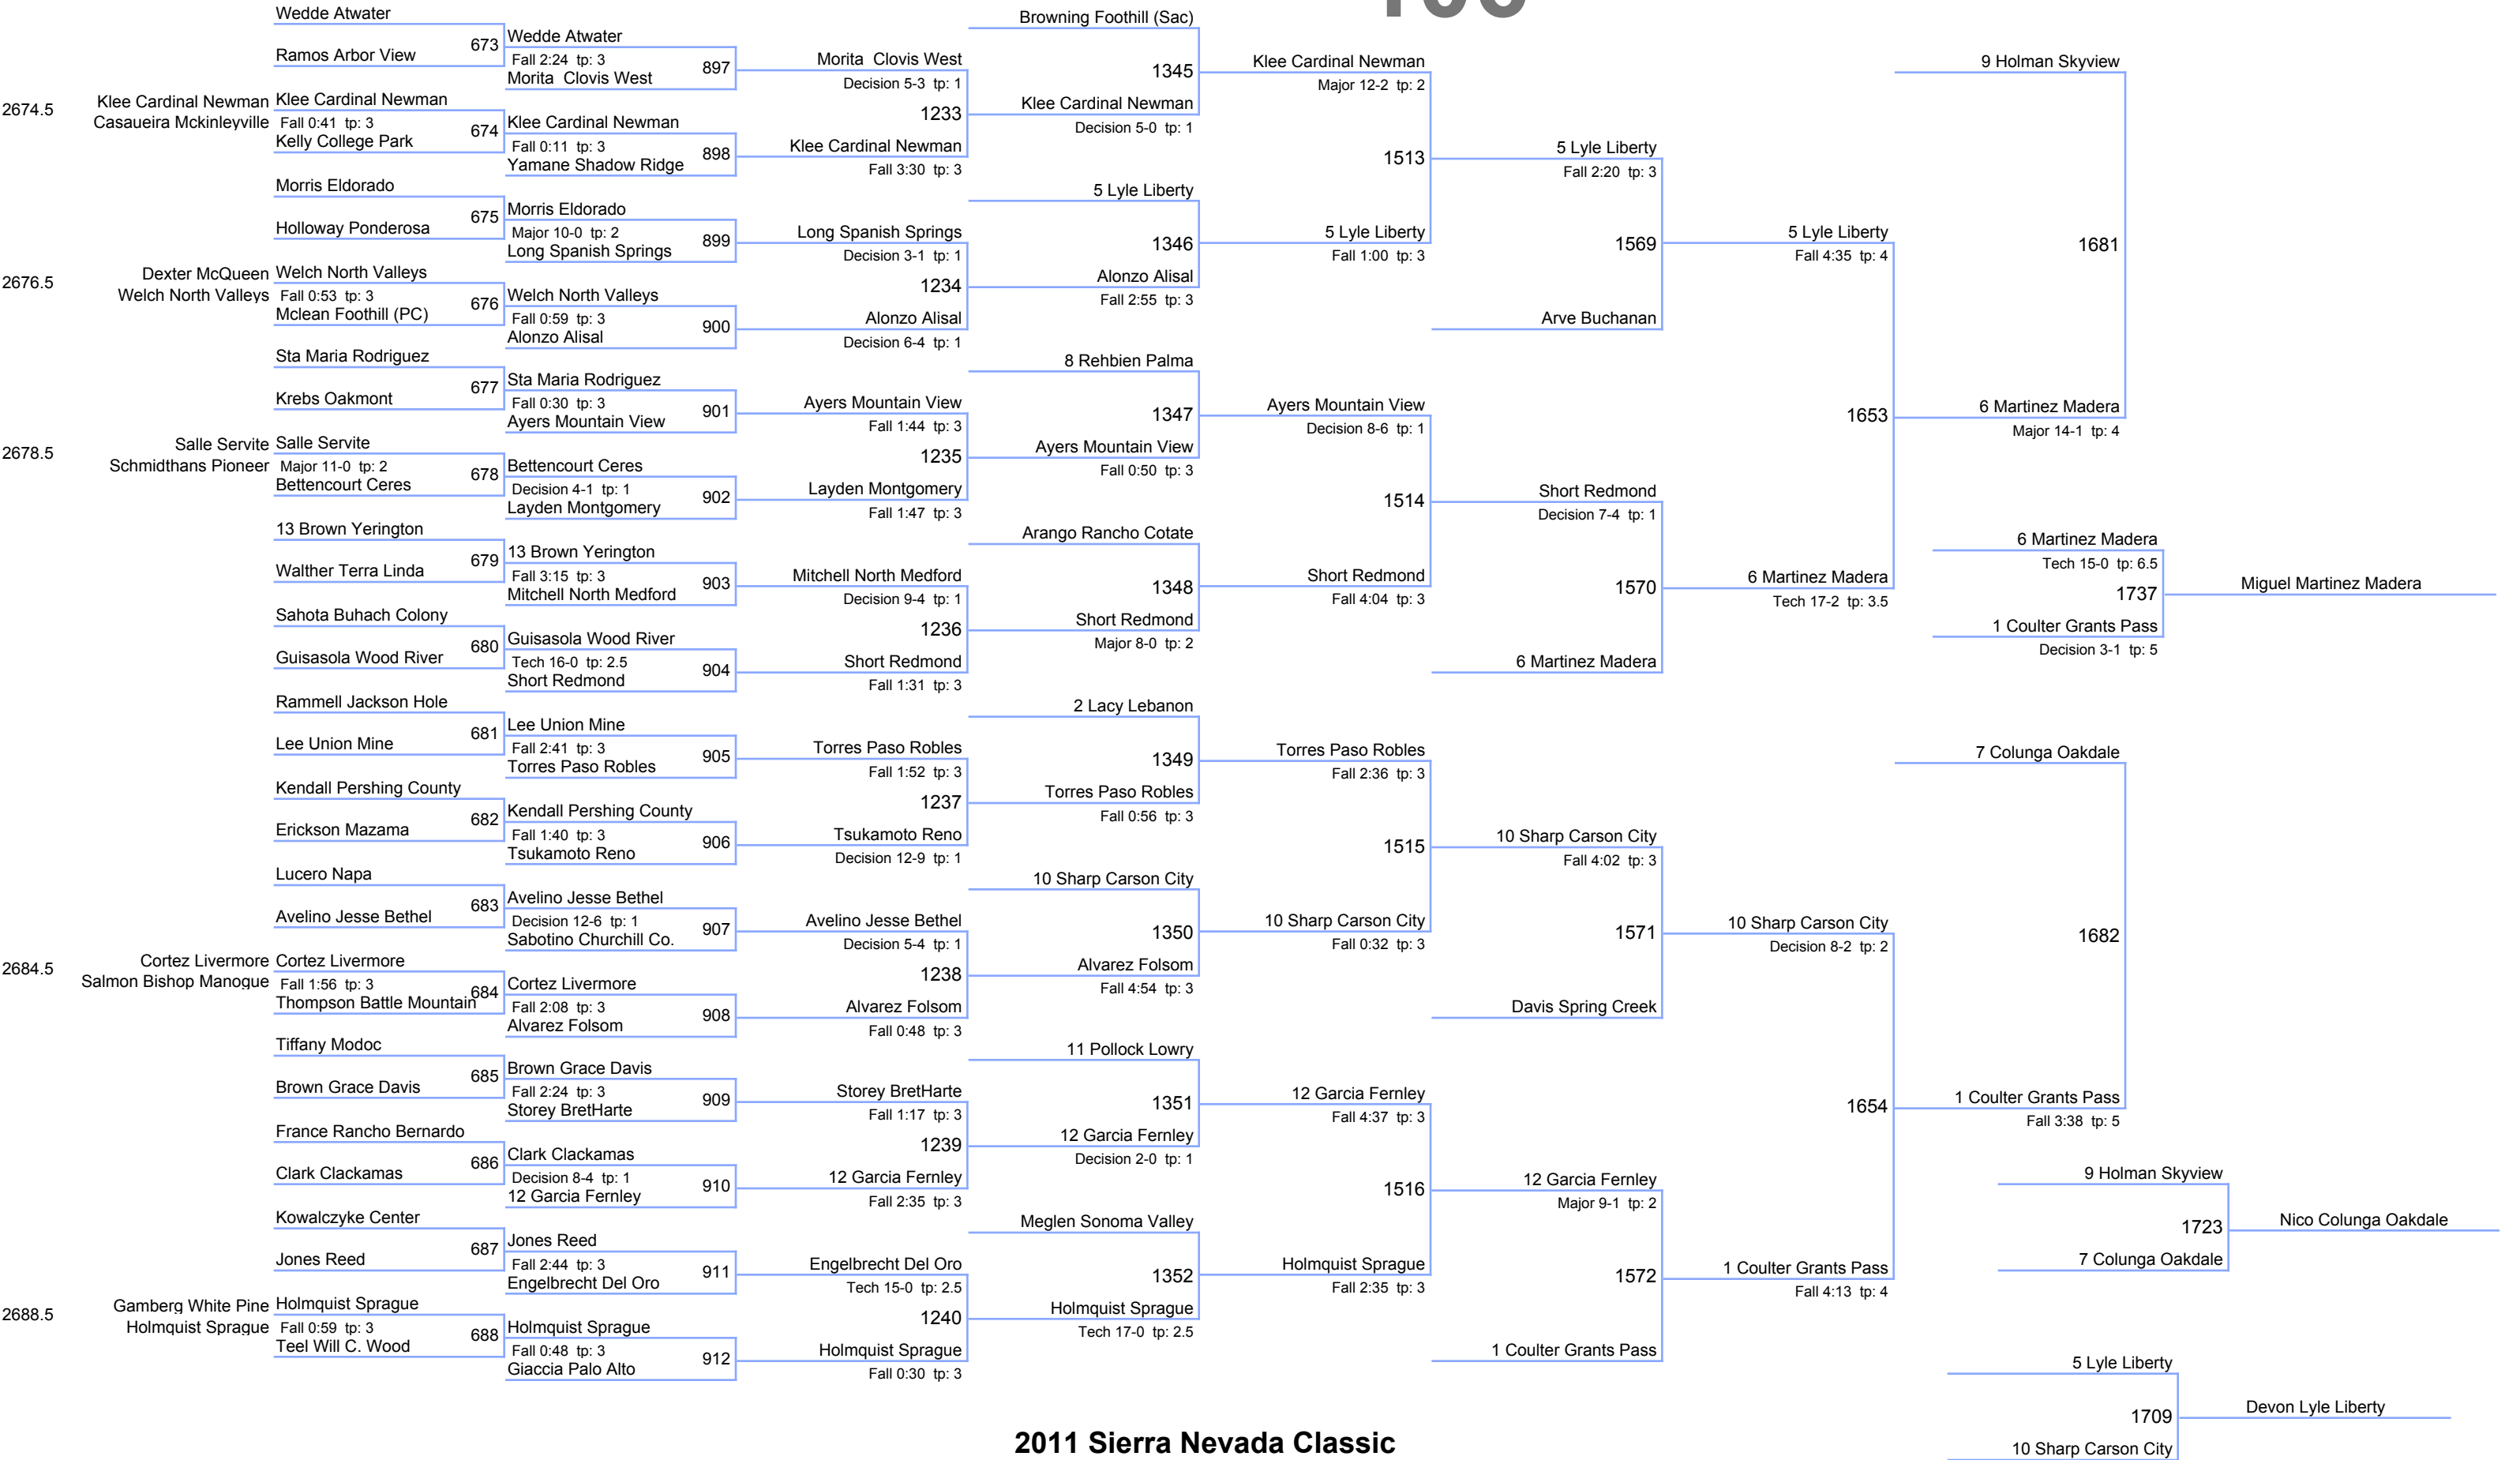 Wedde Atwater
673
Ramos Arbor View
2674.5
Klee Cardinal Newman
Casaueira Mckinleyville
Klee Cardinal Newman
Fall 0:41 tp: 3
674
Kelly College Park
Morris Eldorado
675
Holloway Ponderosa
2676.5
Dexter McQueen
Welch North Valleys
Welch North Valleys
Fall 0:53 tp: 3
676
Mclean Foothill (PC)
Sta Maria Rodriguez
677
Krebs Oakmont
2678.5
Salle Servite
Schmidthans Pioneer
Salle Servite
Major 11-0 tp: 2
678
Bettencourt Ceres
13 Brown Yerington
679
Walther Terra Linda
Sahota Buhach Colony
680
Guisasola Wood River
Rammell Jackson Hole
681
Lee Union Mine
Kendall Pershing County
682
Erickson Mazama
Lucero Napa
683
Avelino Jesse Bethel
2684.5
Cortez Livermore
Salmon Bishop Manogue
Cortez Livermore
Fall 1:56 tp: 3
684
Thompson Battle Mountain
Tiffany Modoc
685
Brown Grace Davis
France Rancho Bernardo
686
Clark Clackamas
Kowalczyke Center
687
Jones Reed
2688.5
Gamberg White Pine
Holmquist Sprague
Holmquist Sprague
Fall 0:59 tp: 3
688
Teel Will C. Wood
Wedde Atwater
Fall 2:24 tp: 3
897
Morita Clovis West
Klee Cardinal Newman
Fall 0:11 tp: 3
898
Yamane Shadow Ridge
Morris Eldorado
Major 10-0 tp: 2
899
Long Spanish Springs
Welch North Valleys
Fall 0:59 tp: 3
900
Alonzo Alisal
Sta Maria Rodriguez
Fall 0:30 tp: 3
901
Ayers Mountain View
Bettencourt Ceres
Decision 4-1 tp: 1
902
Layden Montgomery
13 Brown Yerington
Fall 3:15 tp: 3
903
Mitchell North Medford
Guisasola Wood River
Tech 16-0 tp: 2.5
904
Short Redmond
Lee Union Mine
Fall 2:41 tp: 3
905
Torres Paso Robles
Kendall Pershing County
Fall 1:40 tp: 3
906
Tsukamoto Reno
Avelino Jesse Bethel
Decision 12-6 tp: 1
907
Sabotino Churchill Co.
Cortez Livermore
Fall 2:08 tp: 3
908
Alvarez Folsom
Brown Grace Davis
Fall 2:24 tp: 3
909
Storey BretHarte
Clark Clackamas
Decision 8-4 tp: 1
910
12 Garcia Fernley
Jones Reed
Fall 2:44 tp: 3
911
Engelbrecht Del Oro
Holmquist Sprague
Fall 0:48 tp: 3
912
Giaccia Palo Alto
Morita Clovis West
Decision 5-3 tp: 1
1233
Klee Cardinal Newman
Fall 3:30 tp: 3
Long Spanish Springs
Decision 3-1 tp: 1
1234
Alonzo Alisal
Decision 6-4 tp: 1
Ayers Mountain View
Fall 1:44 tp: 3
1235
Layden Montgomery
Fall 1:47 tp: 3
Mitchell North Medford
Decision 9-4 tp: 1
1236
Short Redmond
Fall 1:31 tp: 3
Torres Paso Robles
Fall 1:52 tp: 3
1237
Tsukamoto Reno
Decision 12-9 tp: 1
Avelino Jesse Bethel
Decision 5-4 tp: 1
1238
Alvarez Folsom
Fall 0:48 tp: 3
Storey BretHarte
Fall 1:17 tp: 3
1239
12 Garcia Fernley
Fall 2:35 tp: 3
Engelbrecht Del Oro
Tech 15-0 tp: 2.5
1240
Holmquist Sprague
Fall 0:30 tp: 3
Browning Foothill (Sac)
1345
Klee Cardinal Newman
Decision 5-0 tp: 1
5 Lyle Liberty
1346
Alonzo Alisal
Fall 2:55 tp: 3
8 Rehbien Palma
1347
Ayers Mountain View
Fall 0:50 tp: 3
Arango Rancho Cotate
1348
Short Redmond
Major 8-0 tp: 2
2 Lacy Lebanon
1349
Torres Paso Robles
Fall 0:56 tp: 3
10 Sharp Carson City
1350
Alvarez Folsom
Fall 4:54 tp: 3
11 Pollock Lowry
1351
12 Garcia Fernley
Decision 2-0 tp: 1
Meglen Sonoma Valley
1352
Holmquist Sprague
Tech 17-0 tp: 2.5
Klee Cardinal Newman
Major 12-2 tp: 2
1513
5 Lyle Liberty
Fall 1:00 tp: 3
Ayers Mountain View
Decision 8-6 tp: 1
1514
Short Redmond
Fall 4:04 tp: 3
Torres Paso Robles
Fall 2:36 tp: 3
1515
10 Sharp Carson City
Fall 0:32 tp: 3
12 Garcia Fernley
Fall 4:37 tp: 3
1516
Holmquist Sprague
Fall 2:35 tp: 3
5 Lyle Liberty
Fall 2:20 tp: 3
1569
Arve Buchanan
Short Redmond
Decision 7-4 tp: 1
1570
6 Martinez Madera
10 Sharp Carson City
Fall 4:02 tp: 3
1571
Davis Spring Creek
12 Garcia Fernley
Major 9-1 tp: 2
1572
1 Coulter Grants Pass
5 Lyle Liberty
Fall 4:35 tp: 4
1653
6 Martinez Madera
Tech 17-2 tp: 3.5
10 Sharp Carson City
Decision 8-2 tp: 2
1654
1 Coulter Grants Pass
Fall 4:13 tp: 4
9 Holman Skyview
1681
6 Martinez Madera
Major 14-1 tp: 4
6 Martinez Madera
Tech 15-0 tp: 6.5
1737
Miguel Martinez Madera
1 Coulter Grants Pass
Decision 3-1 tp: 5
7 Colunga Oakdale
1682
1 Coulter Grants Pass
Fall 3:38 tp: 5
9 Holman Skyview
1723
Nico Colunga Oakdale
7 Colunga Oakdale
5 Lyle Liberty
1709
Devon Lyle Liberty
10 Sharp Carson City
2011 Sierra Nevada Classic